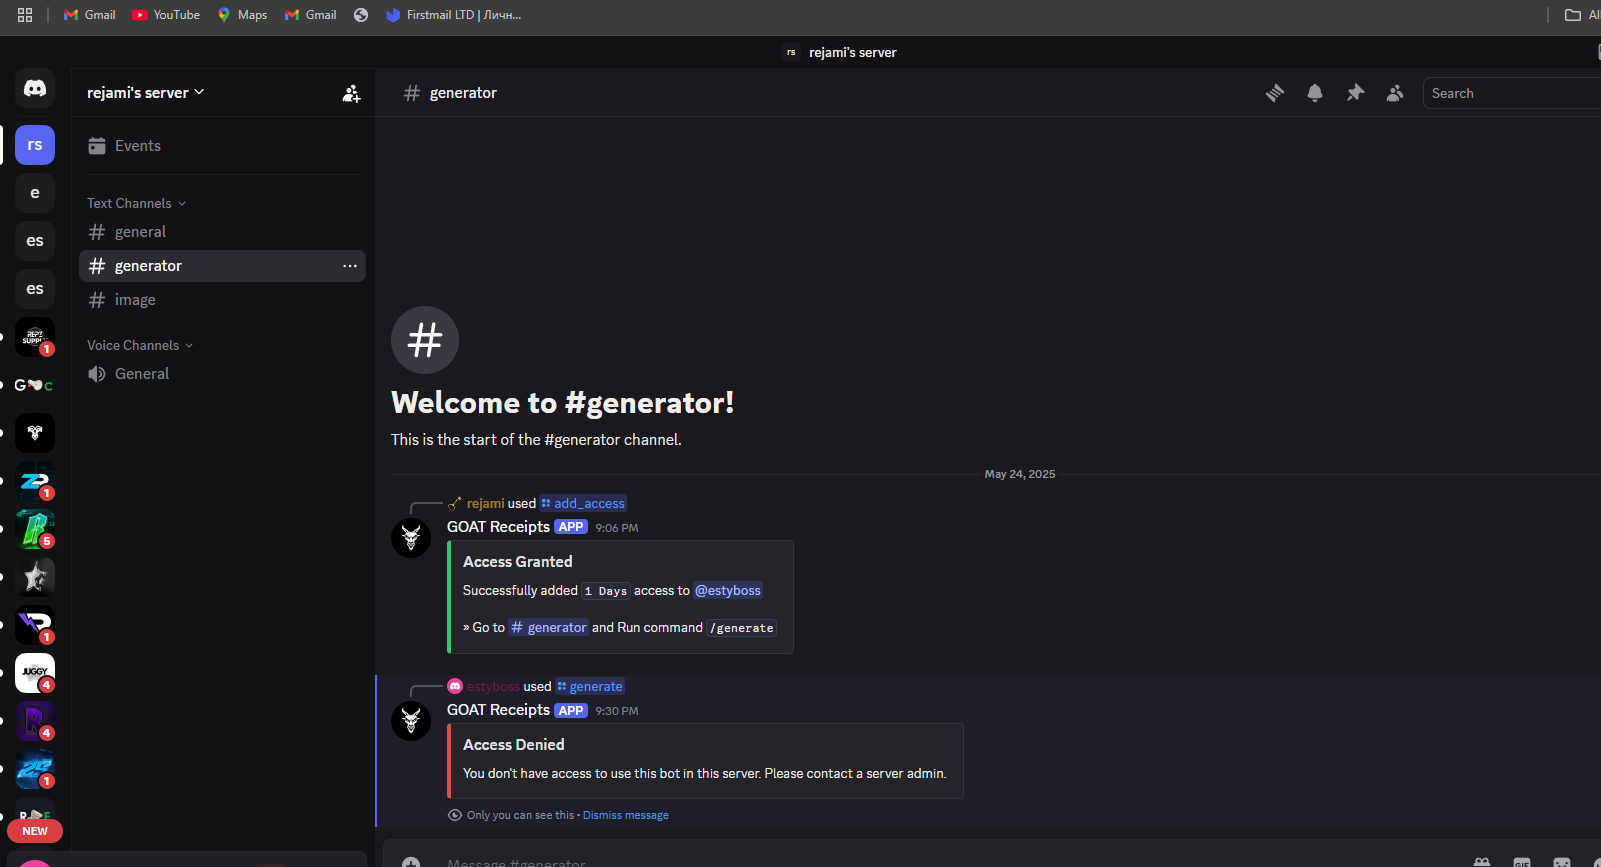 Gmail YouTube Maps Gmail Firstmail LTD | Личн...
rs rejami's server
rejami's server
generator
Search
rs
Events
e
Text Channels
general
es
generator
es
image
1
Voice Channels
General
Welcome to #generator!
This is the start of the #generator channel.
May 24, 2025
1
rejami used add_access
GOAT Receipts APP 9:06 PM
5
Access Granted
Successfully added 1 Days access to @estyboss
» Go to # generator and Run command /generate
1
JUGGY
4
estyboss used generate
GOAT Receipts APP 9:30 PM
4
Access Denied
You don't have access to use this bot in this server. Please contact a server admin.
1
Only you can see this • Dismiss message
NEW
Message #generator